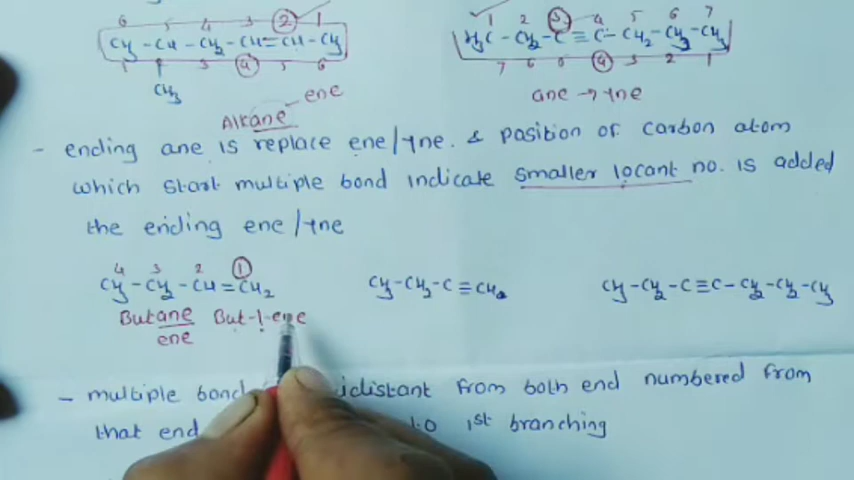 6 5 4 3 2 1 1 2 3 4 5 6 7
CH3 - CH - CH2 - CH = CH - CH3 H3C - CH2 - C ≡ C - CH2 - CH2 - CH3
1 2 3 4 5 6 7 6 5 4 3 2 1
CH3 ene ane → yne
Alkane
- ending ane is replace ene/yne. & position of carbon atom
which start multiple bond indicate smaller locant no. is added
the ending ene/yne
4 3 2 1
CH3 - CH2 - CH = CH2 CH3 - CH2 - C ≡ CH CH3 - CH2 - C ≡ C - CH2 - CH2 - CH3
Butane But-1-ene
ene
- multiple bond idistant from both end numbered from
that end to 1st branching